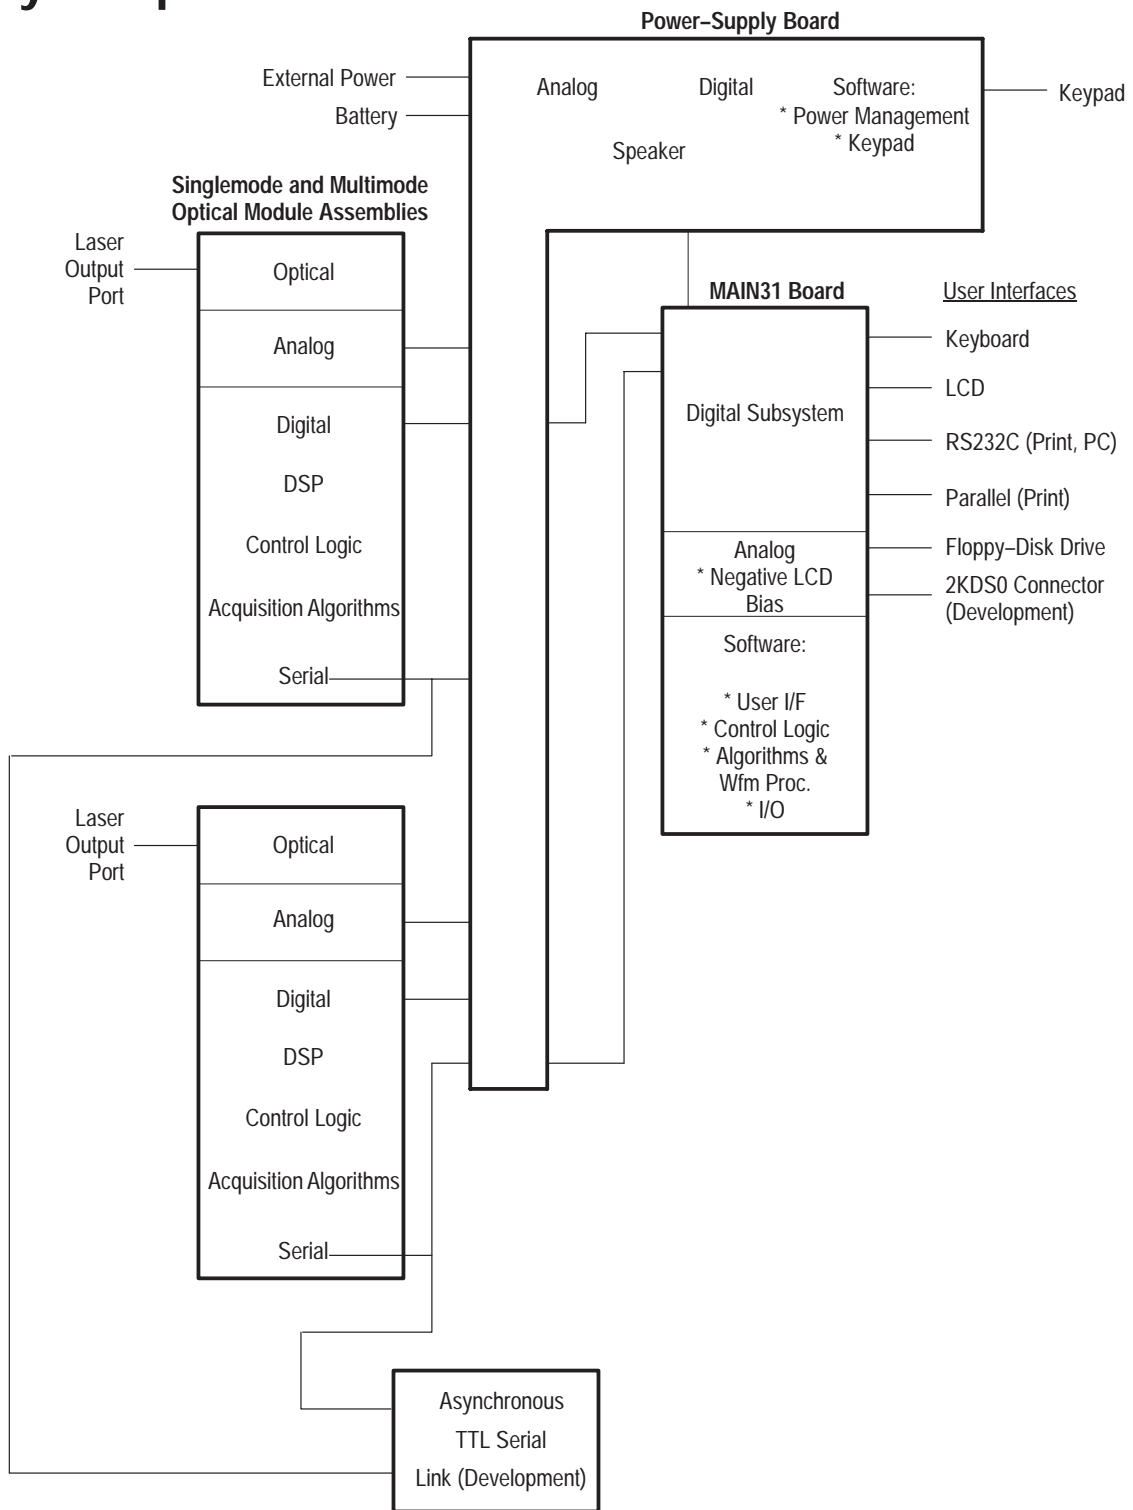 Power–Supply Board
External Power
Battery
Analog
Digital
Speaker
Software:
* Power Management
* Keypad
Keypad
Singlemode and Multimode
Optical Module Assemblies
Laser
Output
Port
Optical
Analog
Digital
DSP
Control Logic
Acquisition Algorithms
Serial
MAIN31 Board
User Interfaces
Digital Subsystem
Keyboard
LCD
RS232C (Print, PC)
Parallel (Print)
Floppy–Disk Drive
2KDS0 Connector
(Development)
Analog
* Negative LCD
Bias
Software:
* User I/F
* Control Logic
* Algorithms &
Wfm Proc.
* I/O
Laser
Output
Port
Optical
Analog
Digital
DSP
Control Logic
Acquisition Algorithms
Serial
Asynchronous
TTL Serial
Link (Development)